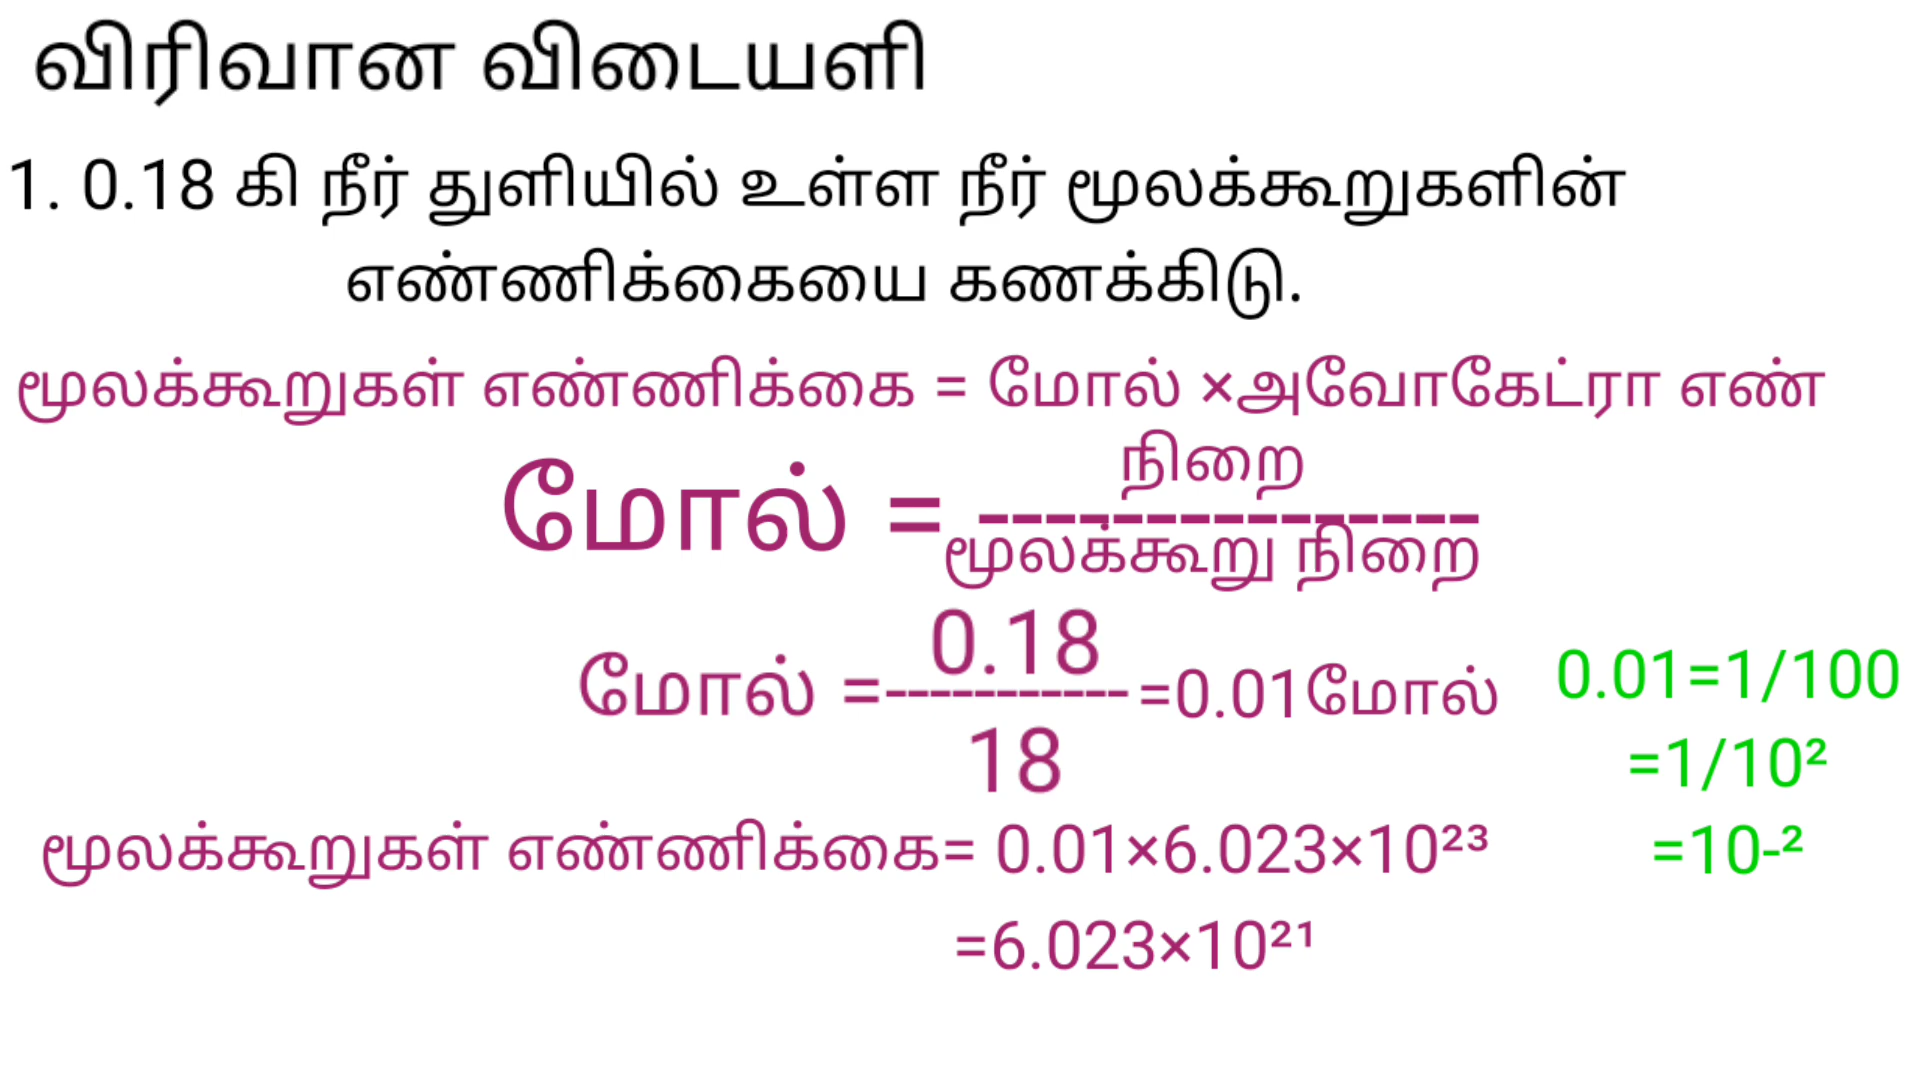 விரிவான விடையளி
1. 0.18 கி நீர் துளியில் உள்ள நீர் மூலக்கூறுகளின்
எண்ணிக்கையை கணக்கிடு.
மூலக்கூறுகள் எண்ணிக்கை = மோல் ×அவோகேட்ரா எண்
நிறை
மோல் = ---------------
மூலக்கூறு நிறை
0.18
மோல் =----------- =0.01மோல்
18
0.01=1/100
=1/10²
=10-²
மூலக்கூறுகள் எண்ணிக்கை= 0.01×6.023×10²³
=6.023×10²¹